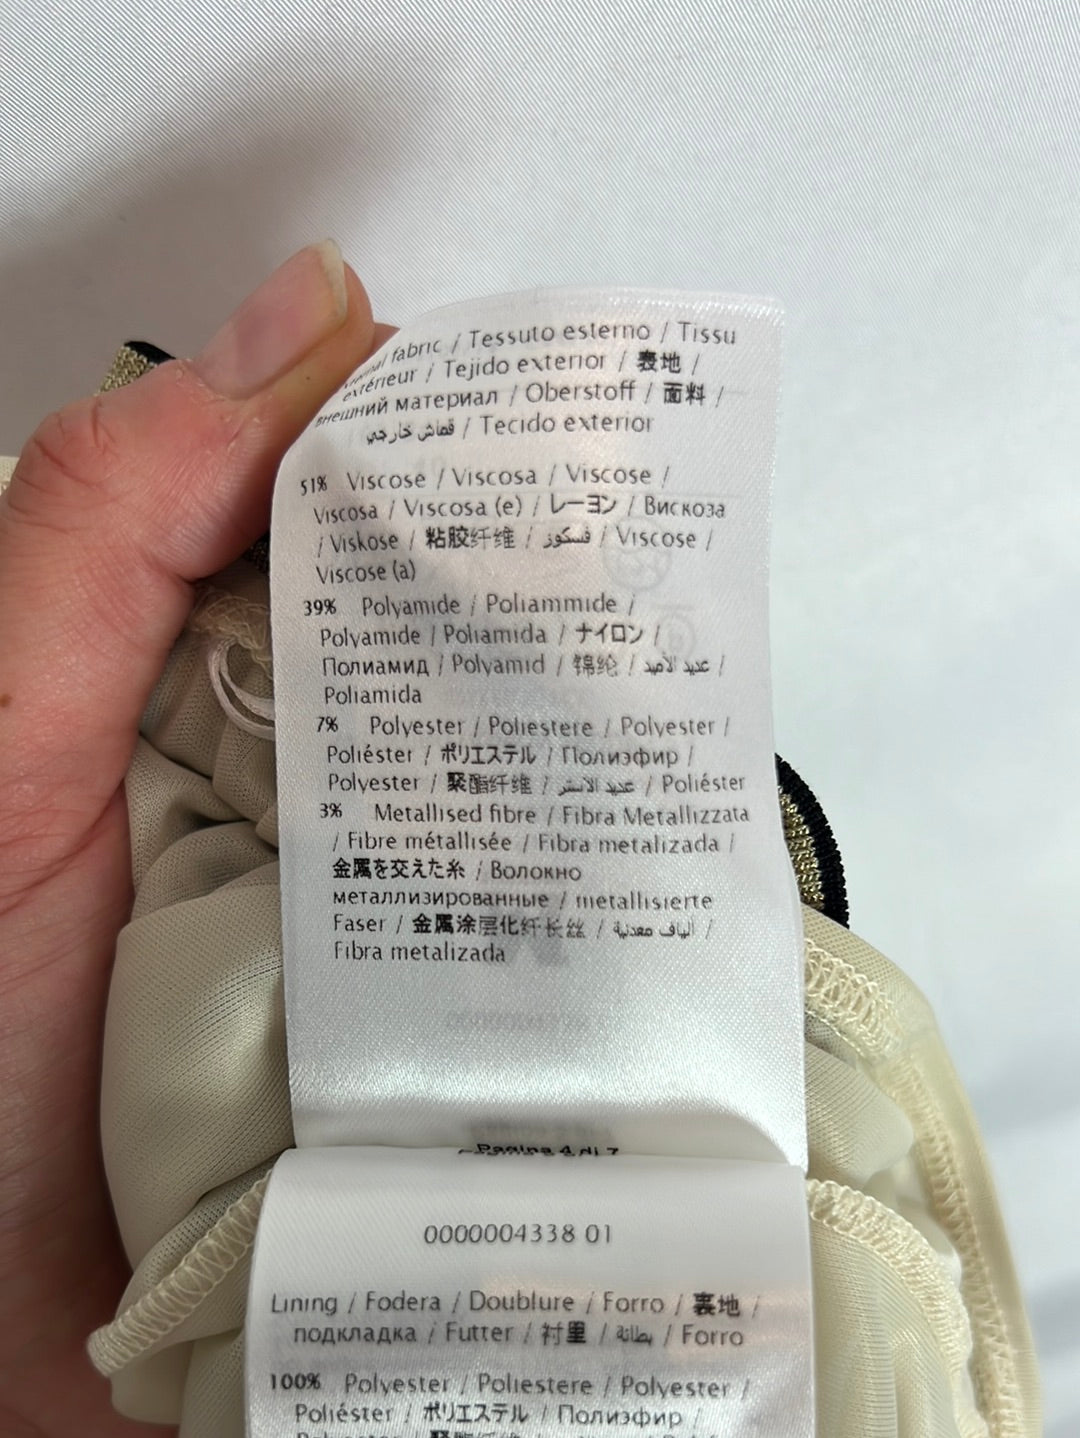 fabric / Tessuto esterno / Tissu
extérieur / Tejido exterior / 表地 /
внешний материал / Oberstoff / 面料 /
قماش خارجي / Tecido exterior
51% Viscose / Viscosa / Viscose /
Viscosa / Viscosa (e) / レーヨン / Вискоза
/ Viskose / 粘胶纤维 / فسكوز / Viscose /
Viscose (a)
39% Polyamide / Poliammide /
Polyamide / Poliamida / ナイロン /
Полиамид / Polyamid / 锦纶 / عديد الأميد /
Poliamida
7% Polyester / Poliestere / Polyester /
Poliéster / ポリエステル / Полиэфир /
Polyester / 聚酯纤维 / عديد الاستر / Poliéster
3% Metallised fibre / Fibra Metallizzata
/ Fibre métallisée / Fibra metalizada /
金属を交えた糸 / Волокно
металлизированные / metallisierte
Faser / 金属涂层化纤长丝 / ألياف معدنية /
Fibra metalizada
Pagina 4 di 7
0000004338 01
Lining / Fodera / Doublure / Forro / 裏地 /
подкладка / Futter / 衬里 / بطانة / Forro
100% Polyester / Poliestere / Polyester /
Poliéster / ポリエステル / Полиэфир /